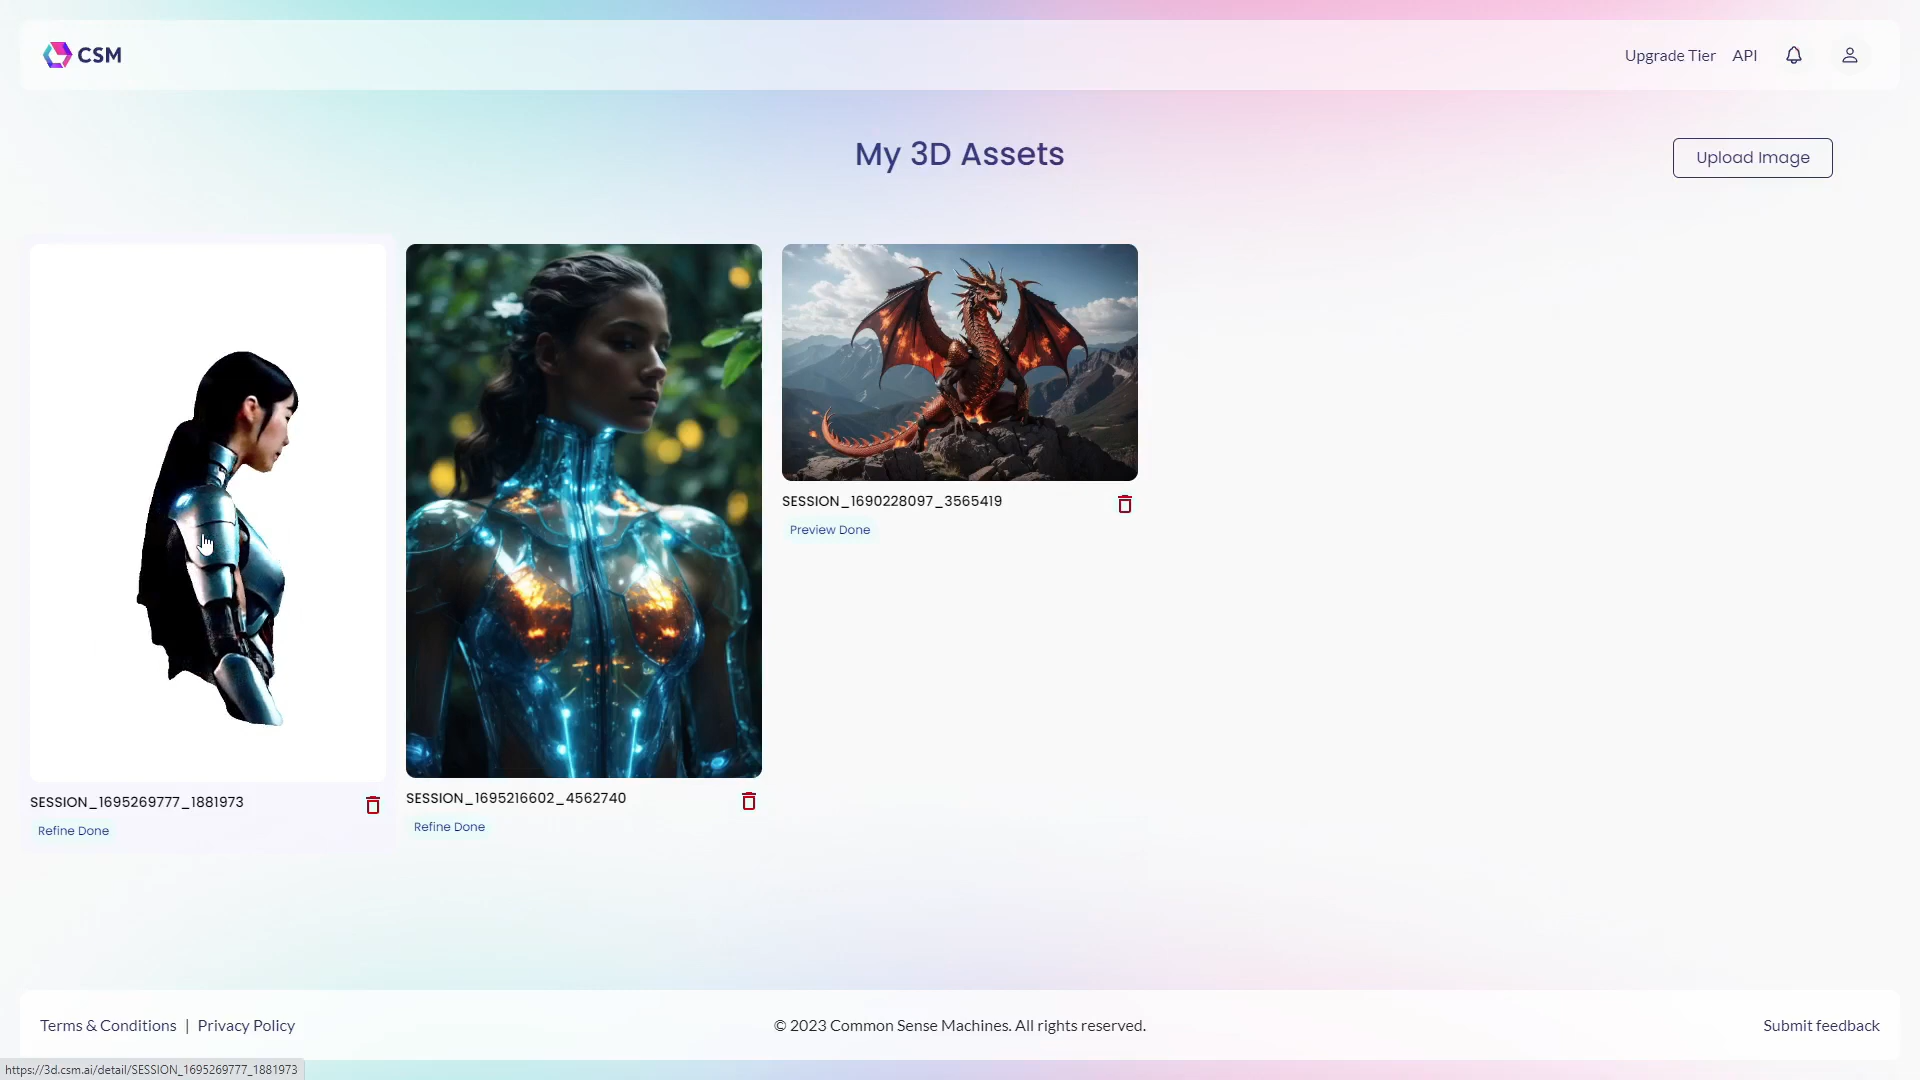 CSM
Upgrade Tier
API
My 3D Assets
Upload Image
SESSION_1695269777_1881973
Refine Done
SESSION_1695216602_4562740
Refine Done
SESSION_1690228097_3565419
Preview Done
Terms & Conditions | Privacy Policy
© 2023 Common Sense Machines. All rights reserved.
Submit feedback
https://3d.csm.ai/detail/SESSION_1695269777_1881973